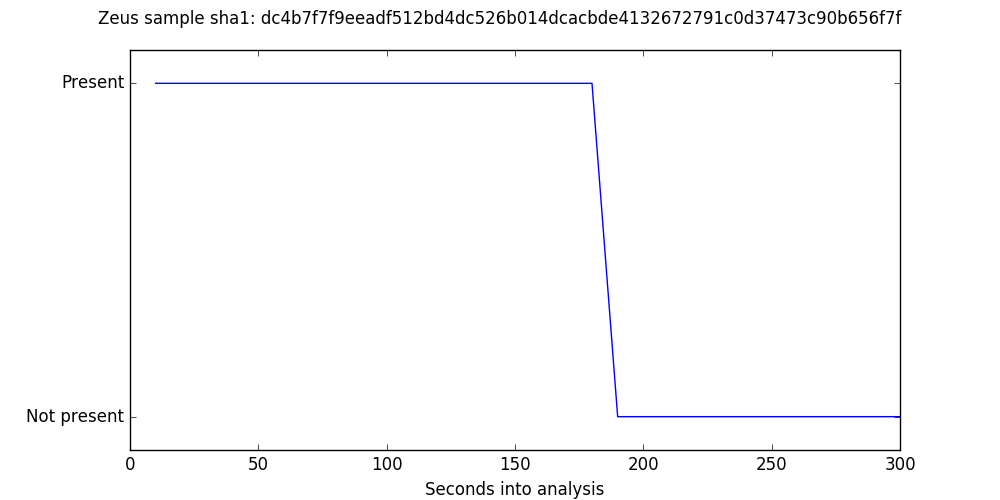 Zeus sample sha1: dc4b7f7f9eeadf512bd4dc526b014dcacbde4132672791c0d37473c90b656f7f
Present
Not present
0 50 100 150 200 250 300
Seconds into analysis